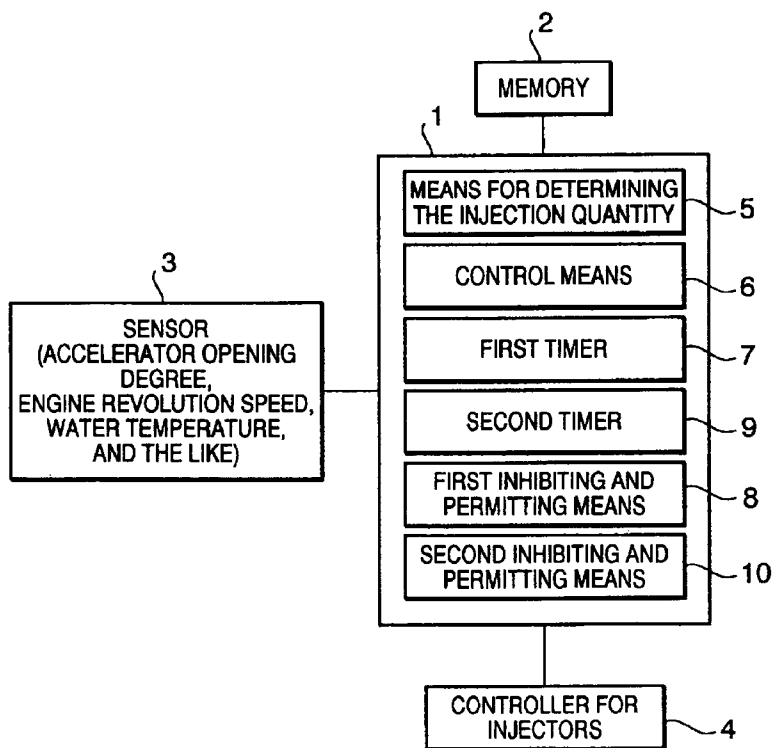 2
MEMORY
1
MEANS FOR DETERMINING
THE INJECTION QUANTITY
5
CONTROL MEANS
6
3
SENSOR
(ACCELERATOR OPENING
DEGREE,
ENGINE REVOLUTION SPEED,
WATER TEMPERATURE,
AND THE LIKE)
FIRST TIMER
7
SECOND TIMER
9
FIRST INHIBITING AND
PERMITTING MEANS
8
SECOND INHIBITING AND
PERMITTING MEANS
10
CONTROLLER FOR
INJECTORS
4